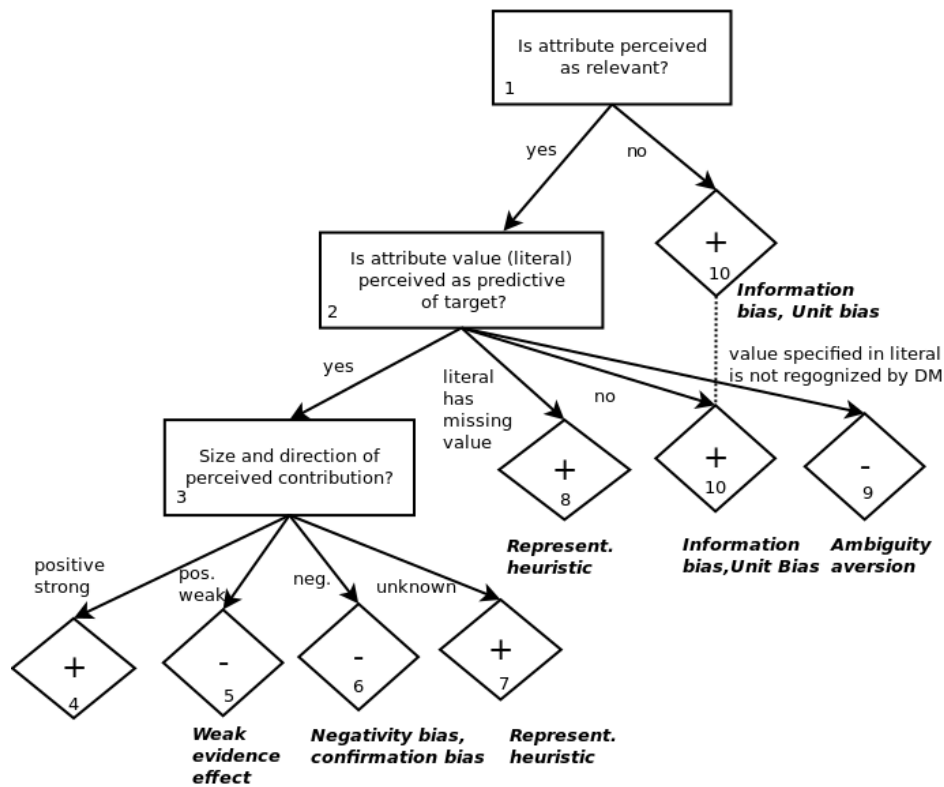 Is attribute perceived
as relevant?
1
yes
no
+
10
Information
bias, Unit bias
Is attribute value (literal)
perceived as predictive
of target?
2
yes
literal
has
missing
value
no
value specified in literal
is not regognized by DM
Size and direction of
perceived contribution?
3
+
8
Represent.
heuristic
+
10
Information
bias,Unit Bias
-
9
Ambiguity
aversion
positive
strong
pos.
weak
neg.
unknown
+
4
-
5
Weak
evidence
effect
-
6
Negativity bias,
confirmation bias
+
7
Represent.
heuristic